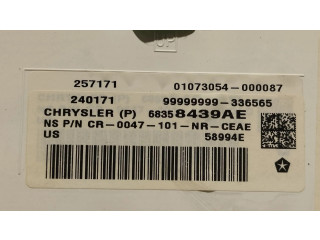 257171 01073054-000087
240171 99999999-336565
CHRYSLER (P) 68358439AE
NS P/N CR-0047-101-NR-CEAE
US 58994E